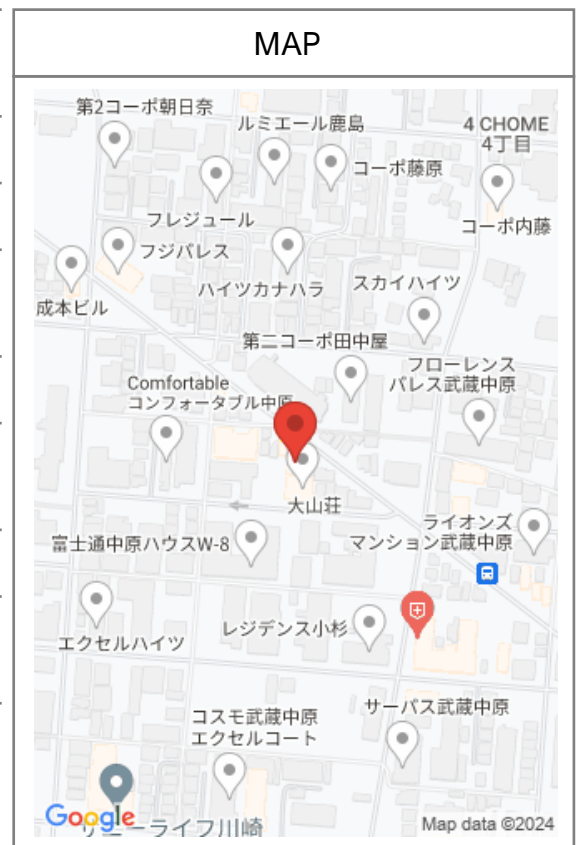 MAP
第2コーポ朝日奈
ルミエール鹿島
4 CHOME
4丁目
コーポ藤原
フレジュール
コーポ内藤
フジパレス
ハイツカナハラ
スカイハイツ
成本ビル
第二コーポ田中屋
フローレンス
パレス武蔵中原
Comfortable
コンフォータブル中原
大山荘
ライオンズ
マンション武蔵中原
富士通中原ハウスW-8
レジデンス小杉
エクセルハイツ
サーパス武蔵中原
コスモ武蔵中原
エクセルコート
Google
ーライフ川崎
Map data ©2024